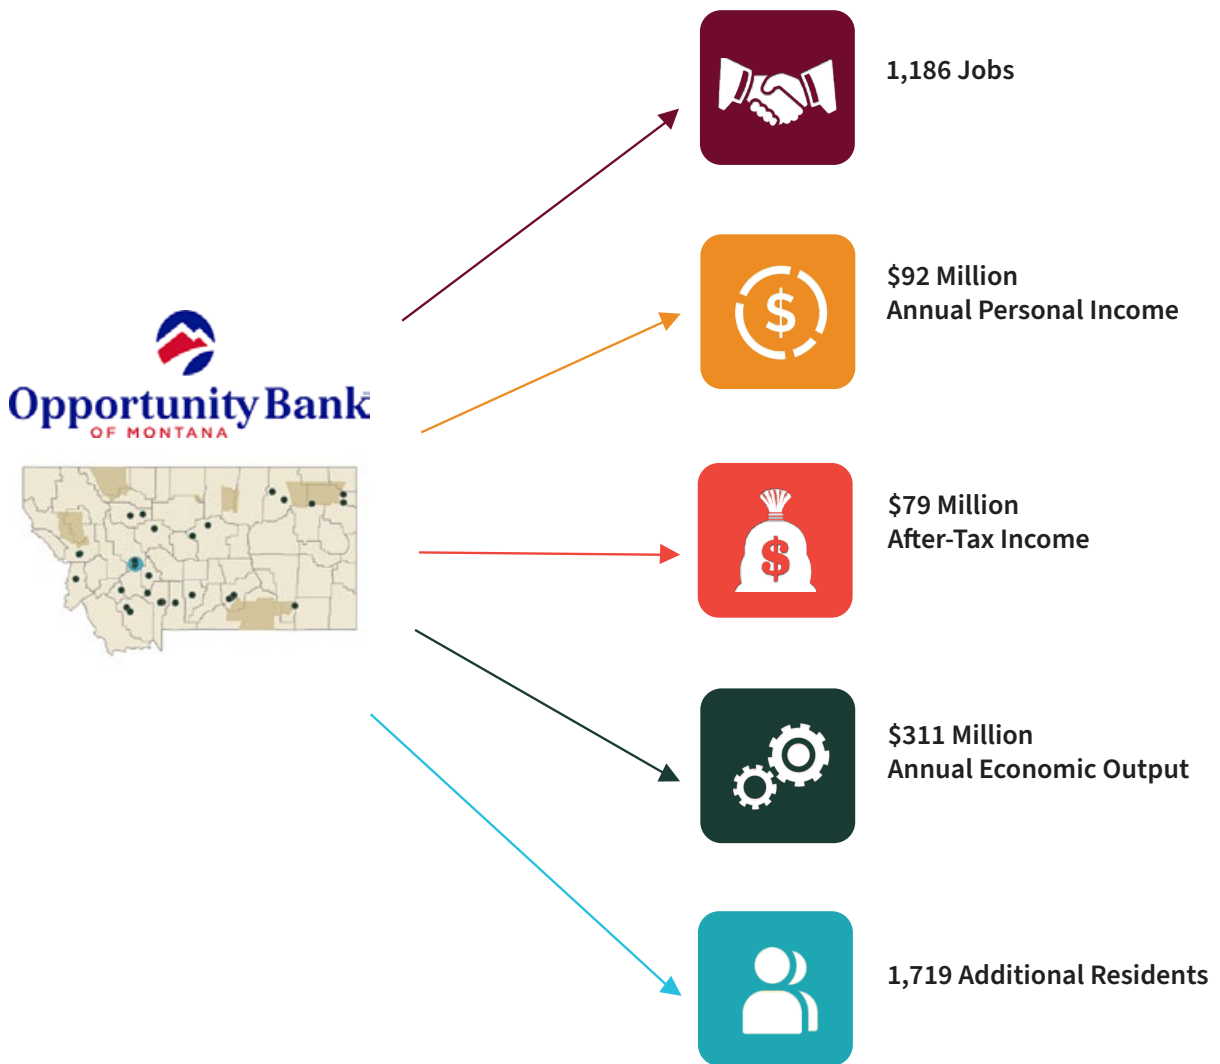 1,186 Jobs
$92 Million
Annual Personal Income
Opportunity Bank
OF MONTANA
$79 Million
After-Tax Income
$311 Million
Annual Economic Output
1,719 Additional Residents
$
$